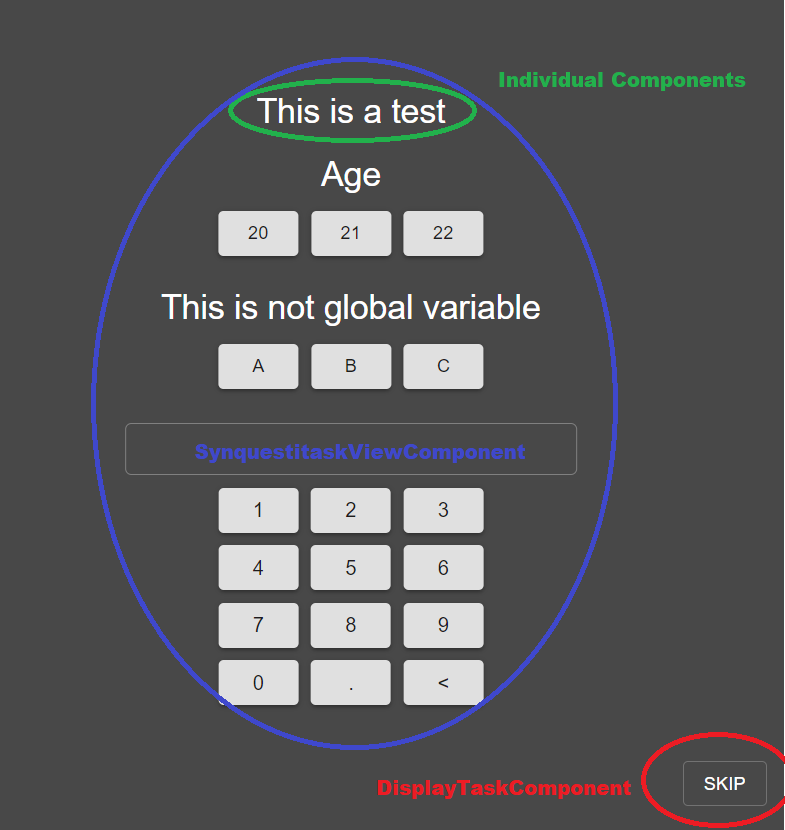 Individual Components
This is a test
Age
20 21 22
This is not global variable
A B C
SynquestitaskViewComponent
1 2 3
4 5 6
7 8 9
0 . <
DisplayTaskComponent
SKIP